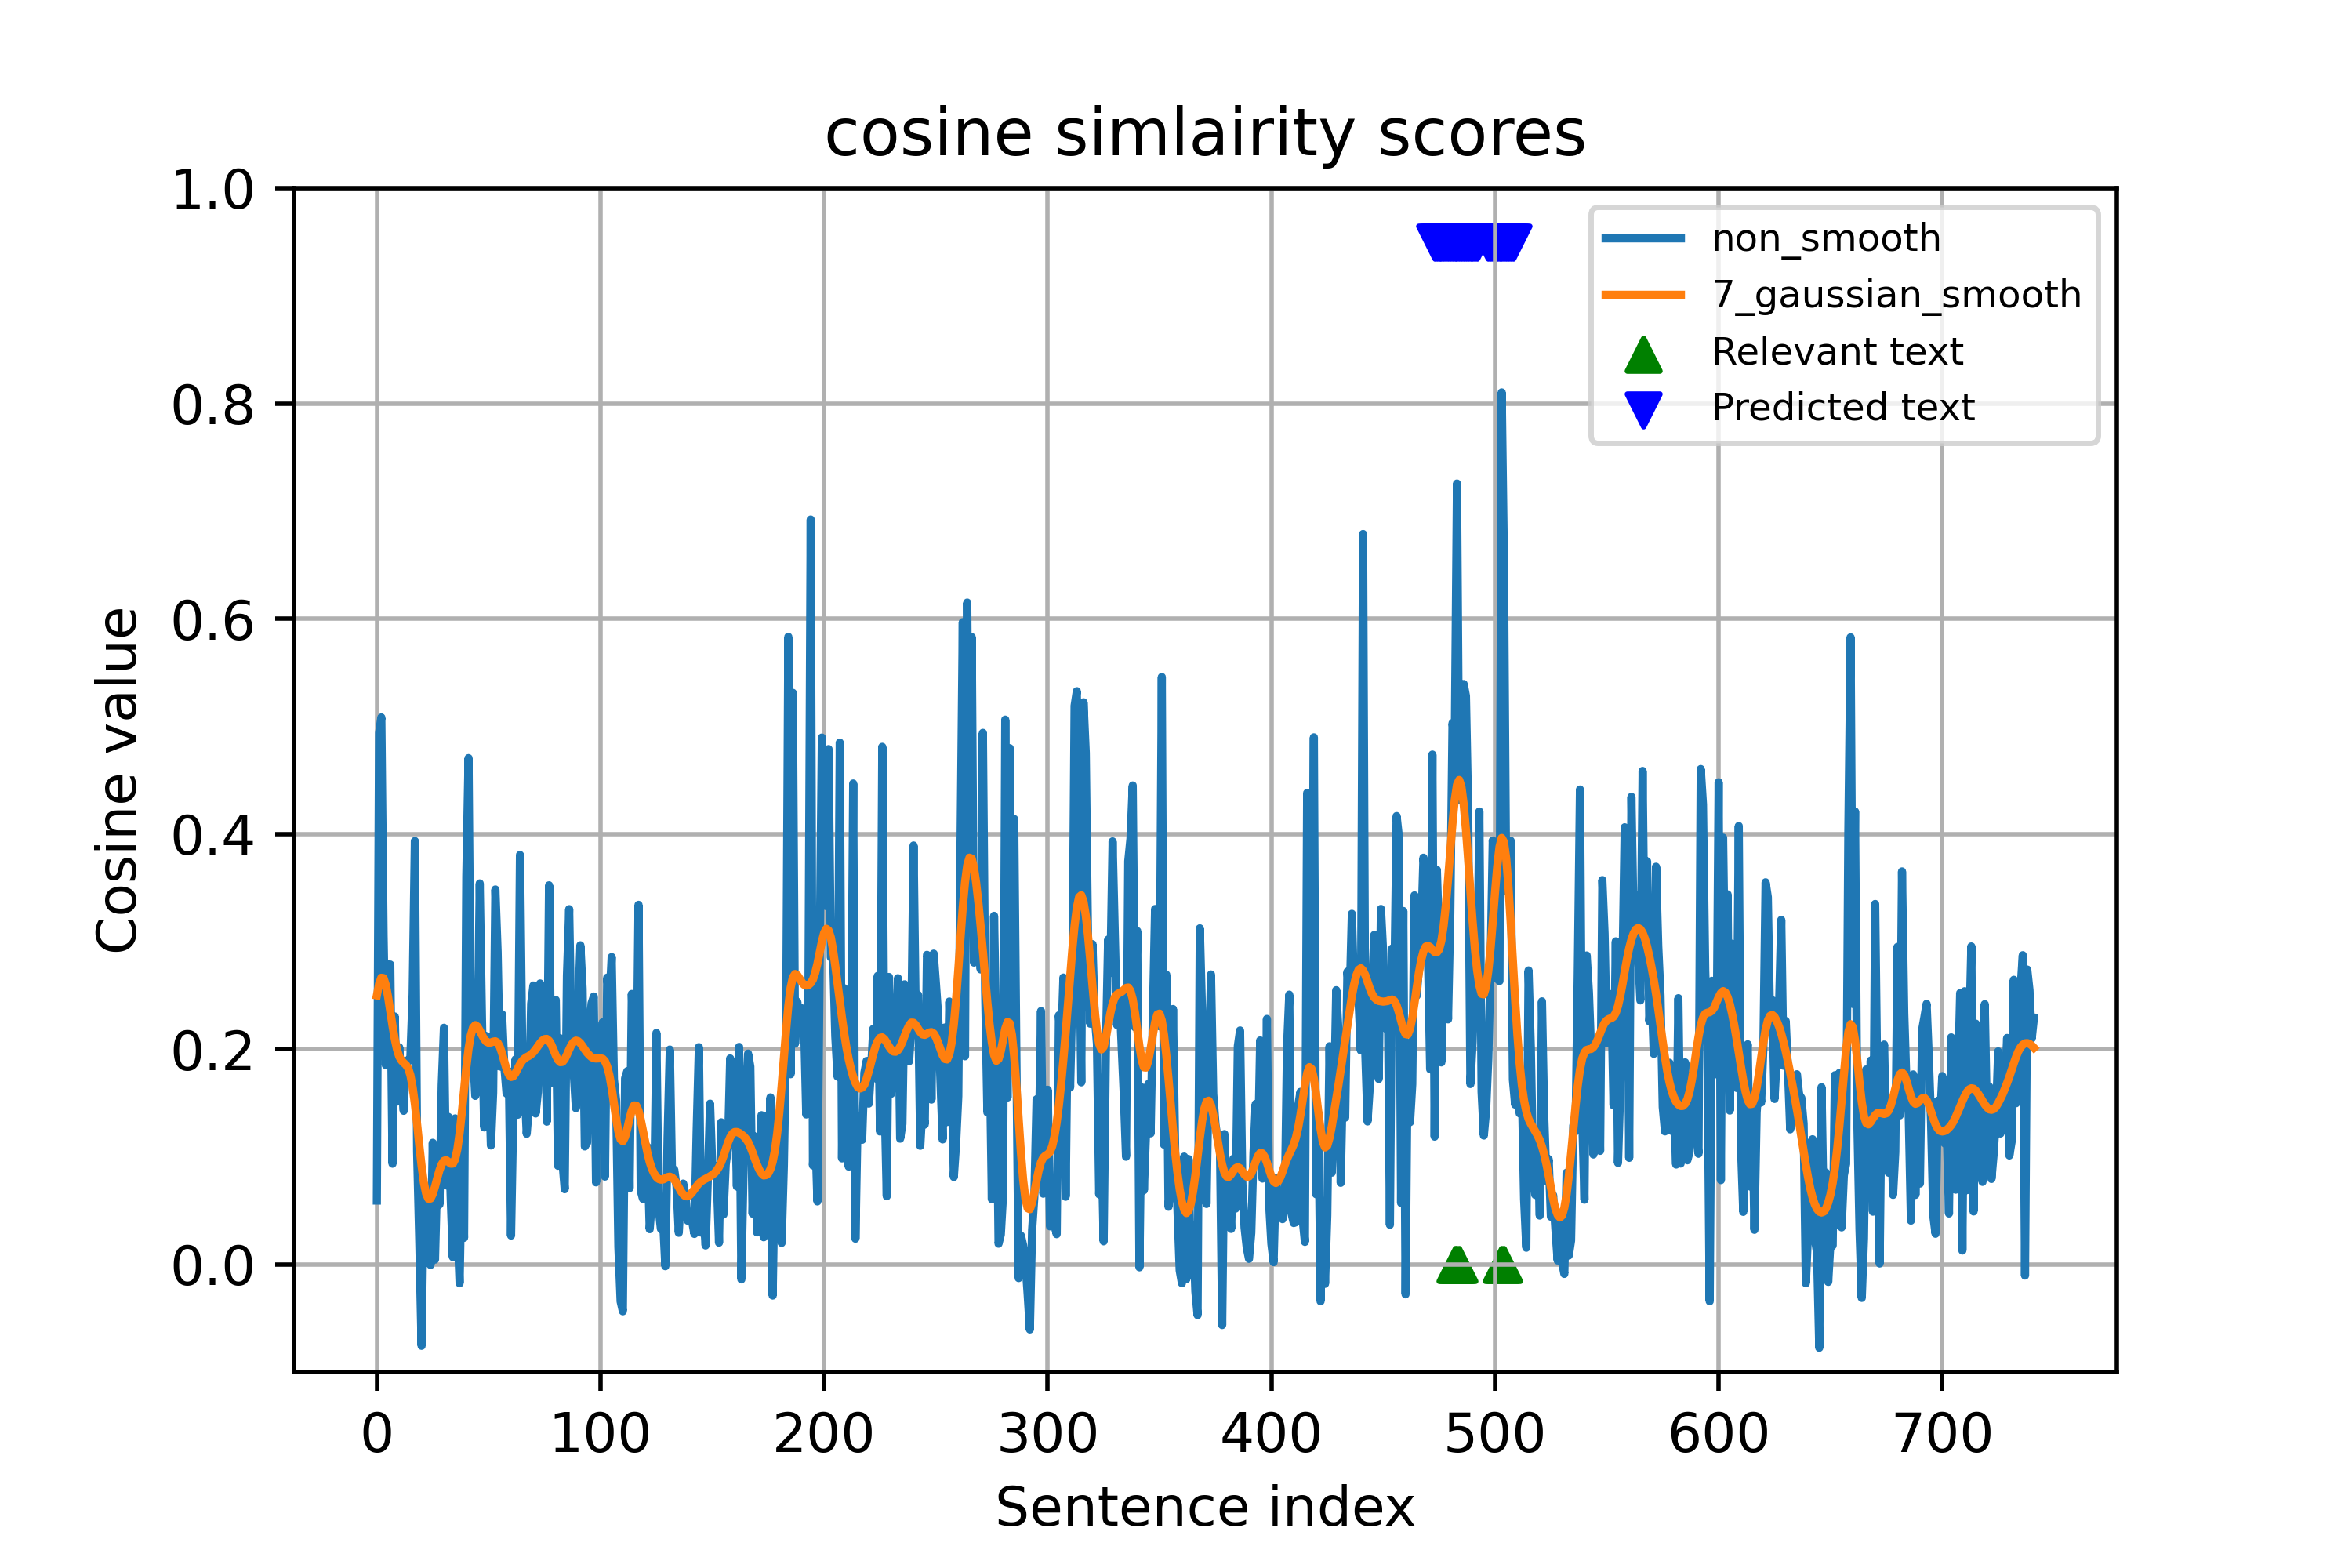 cosine simlairity scores
1.0
0.8
0.6
0.4
0.2
0.0
Cosine value
non_smooth
7_gaussian_smooth
Relevant text
Predicted text
0 100 200 300 400 500 600 700
Sentence index